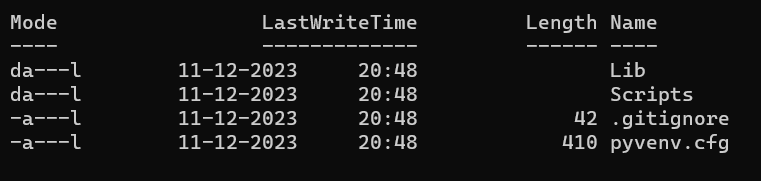 Mode                 LastWriteTime         Length Name
----                 -------------         ------ ----
da---l        11-12-2023     20:48                Lib
da---l        11-12-2023     20:48                Scripts
-a---l        11-12-2023     20:48             42 .gitignore
-a---l        11-12-2023     20:48            410 pyvenv.cfg